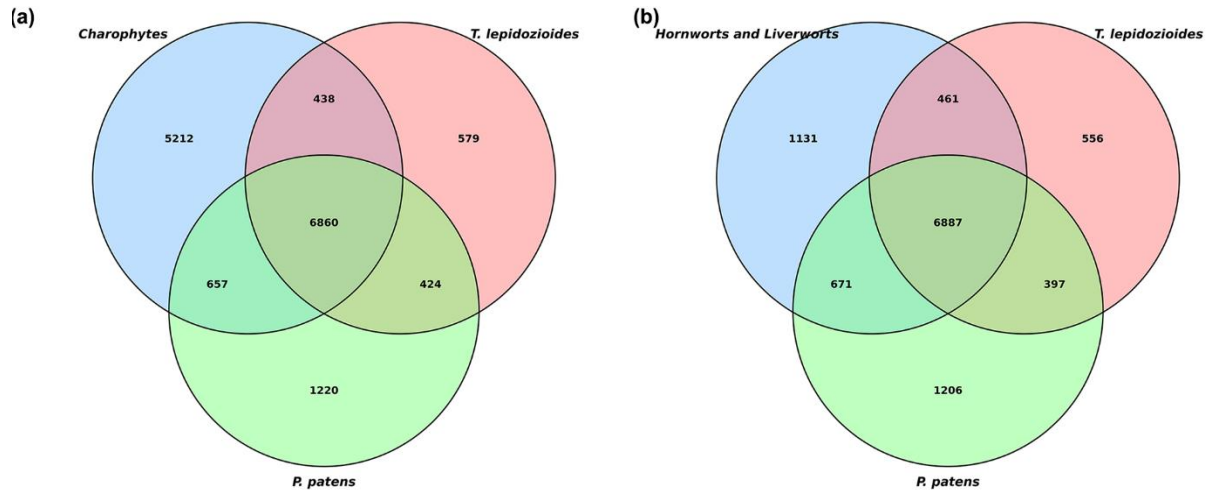 (a)
Charophytes
T. lepidozioides
438
5212
579
6860
657
424
1220
P. patens
(b)
Hornworts and Liverworts
T. lepidozioides
461
1131
556
6887
671
397
1206
P. patens